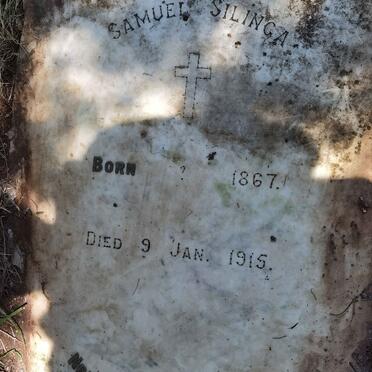 SAMUEL SILINGA
BORN ? 1867.
DIED 9 JAN. 1915.